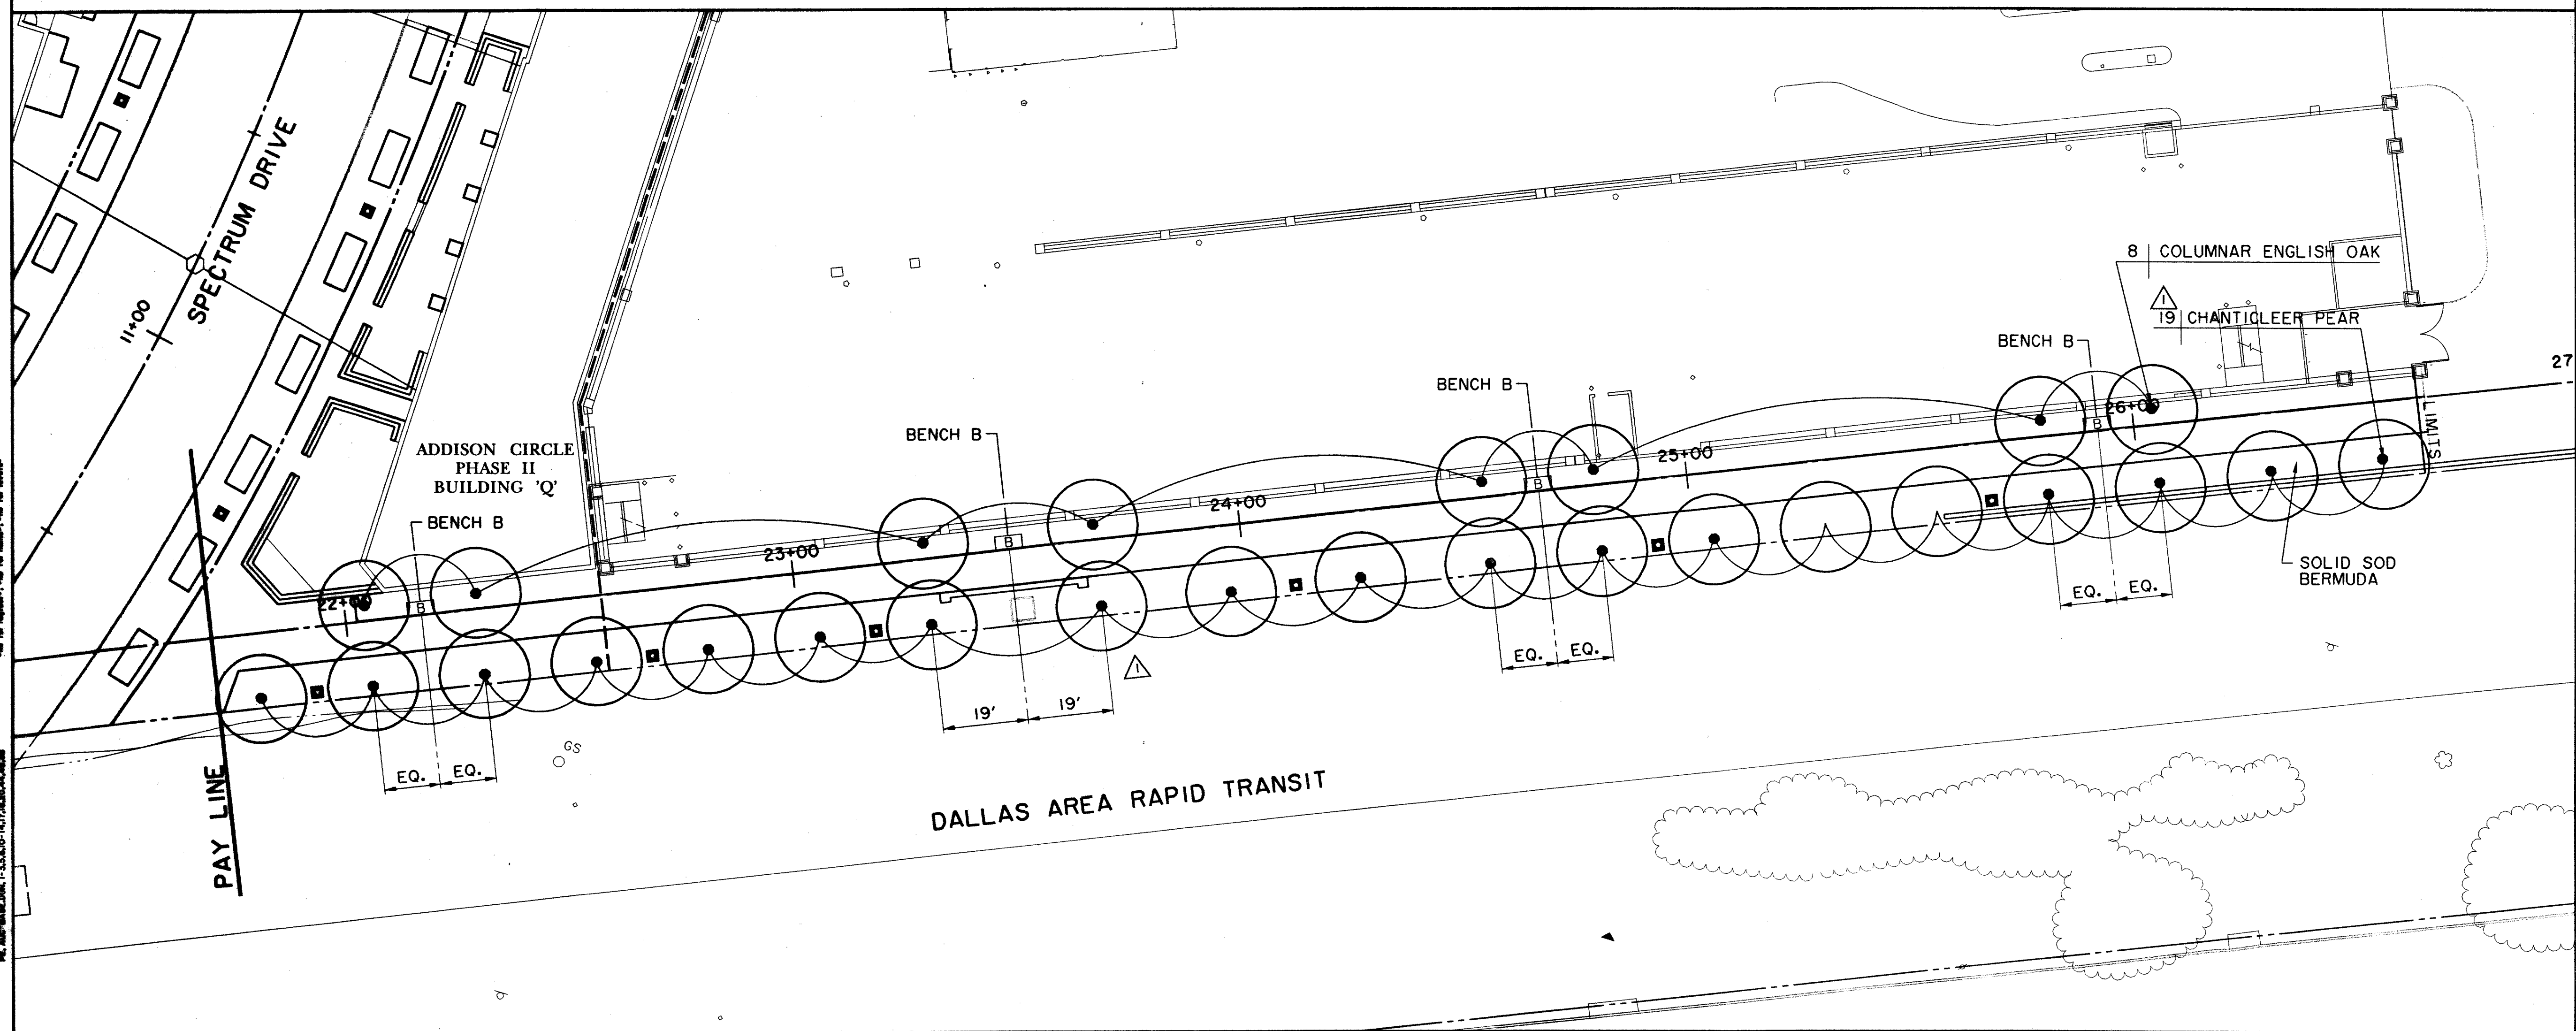 SPECTRUM DRIVE
11+00
8 COLUMNAR ENGLISH OAK
1
19 CHANTICLEER PEAR
BENCH B
BENCH B
BENCH B
BENCH B
ADDISON CIRCLE
PHASE II
BUILDING 'Q'
22+00
23+00
24+00
25+00
26+00
27
B
B
B
B
LIMITS
SOLID SOD
BERMUDA
EQ. EQ.
19' 19'
1
EQ. EQ.
EQ. EQ.
GS
PAY LINE
DALLAS AREA RAPID TRANSIT